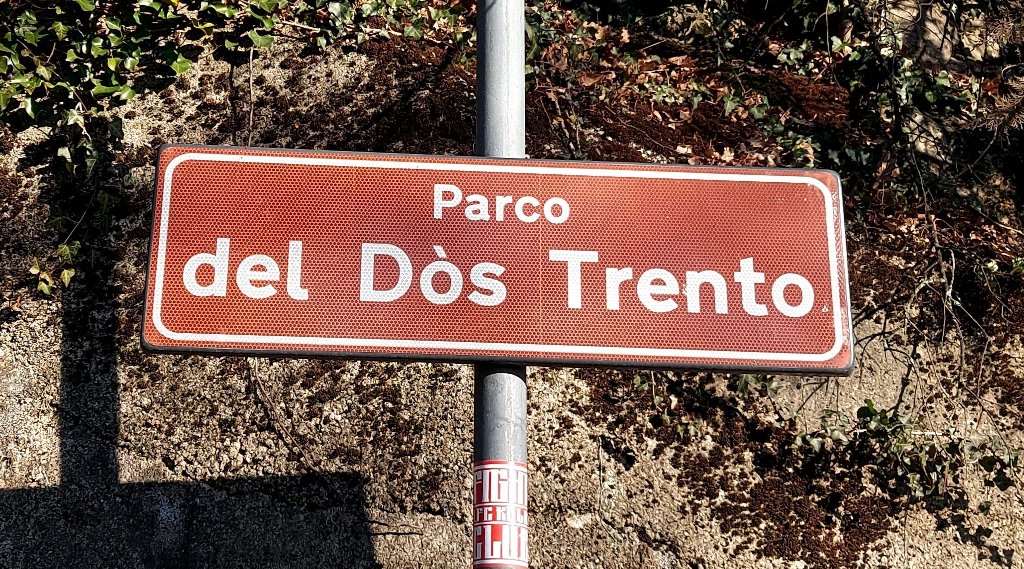 Parco
del Dòs Trento